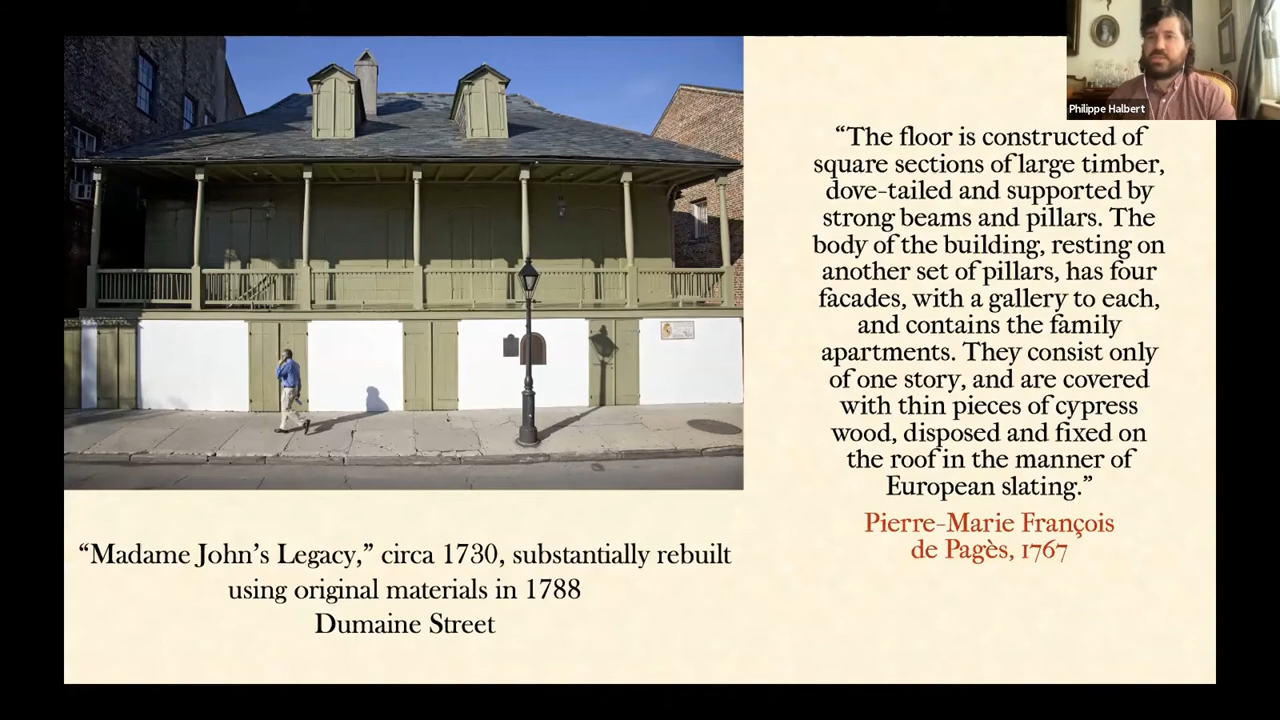 Philippe Halbert
“The floor is constructed of
square sections of large timber,
dove-tailed and supported by
strong beams and pillars. The
body of the building, resting on
another set of pillars, has four
facades, with a gallery to each,
and contains the family
apartments. They consist only
of one story, and are covered
with thin pieces of cypress
wood, disposed and fixed on
the roof in the manner of
European slating.”
Pierre-Marie François
de Pagès, 1767
“Madame John’s Legacy,” circa 1730, substantially rebuilt
using original materials in 1788
Dumaine Street